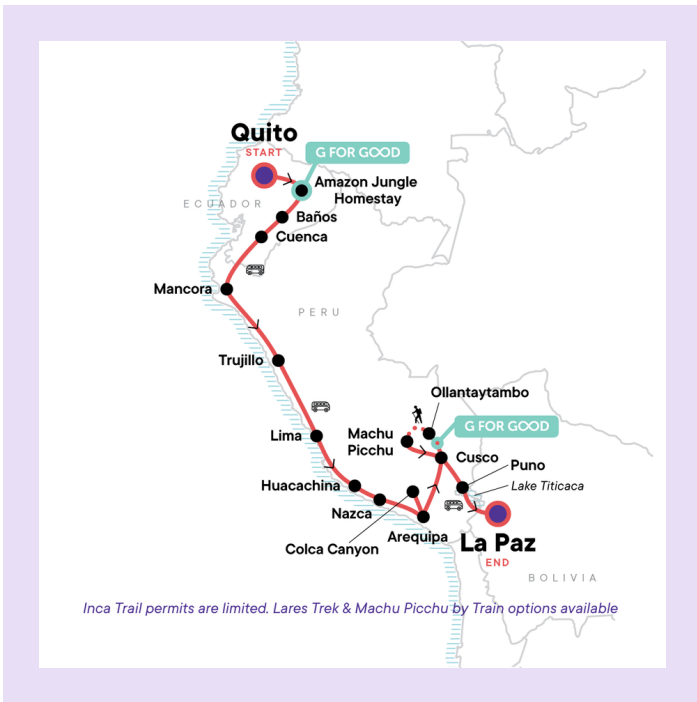 Quito
START
G FOR GOOD
Amazon Jungle
Homestay
ECUADOR
Baños
Cuenca
Mancora
PERU
Trujillo
Ollantaytambo
G FOR GOOD
Machu
Picchu
Lima
Cusco
Puno
Lake Titicaca
Huacachina
Nazca
Arequipa
Colca Canyon
La Paz
END
BOLIVIA
Inca Trail permits are limited. Lares Trek & Machu Picchu by Train options available